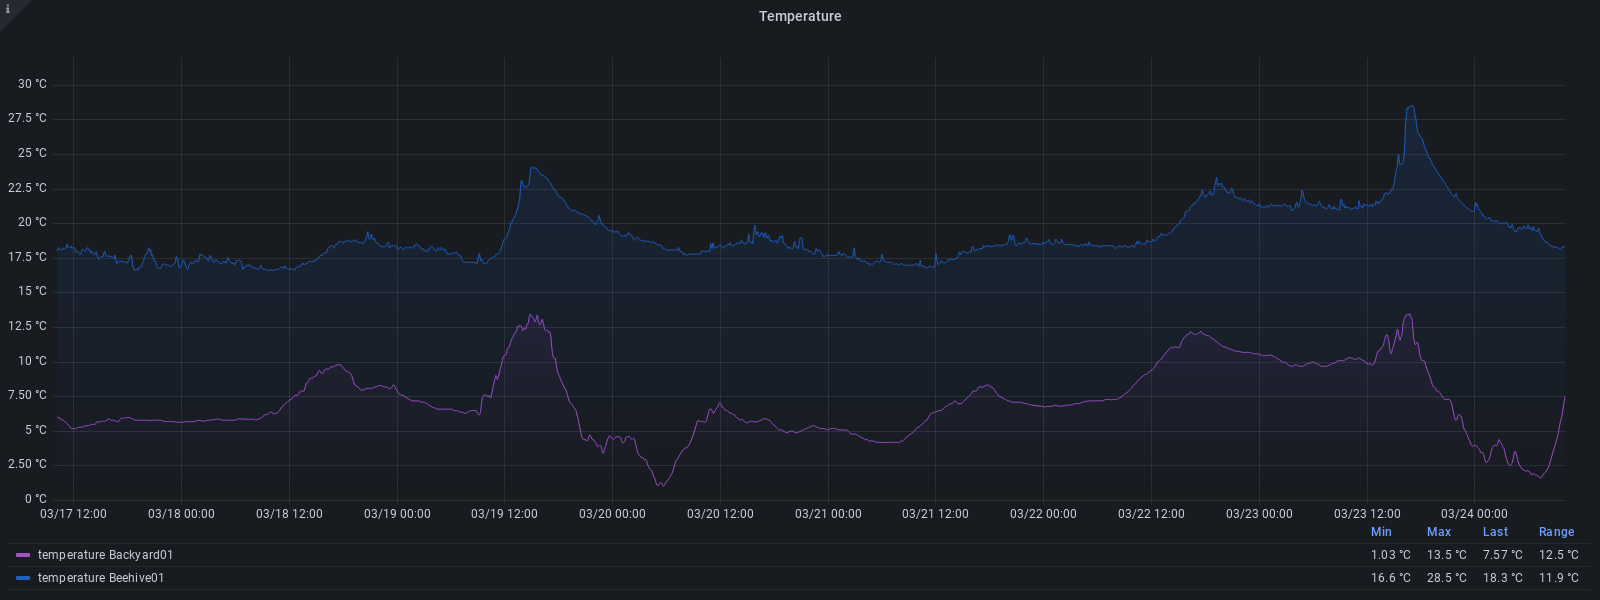 i
Temperature
30 °C
27.5 °C
25 °C
22.5 °C
20 °C
17.5 °C
15 °C
12.5 °C
10 °C
7.50 °C
5 °C
2.50 °C
0 °C
03/17 12:00 03/18 00:00 03/18 12:00 03/19 00:00 03/19 12:00 03/20 00:00 03/20 12:00 03/21 00:00 03/21 12:00 03/22 00:00 03/22 12:00 03/23 00:00 03/23 12:00 03/24 00:00
Min Max Last Range
temperature Backyard01 1.03 °C 13.5 °C 7.57 °C 12.5 °C
temperature Beehive01 16.6 °C 28.5 °C 18.3 °C 11.9 °C